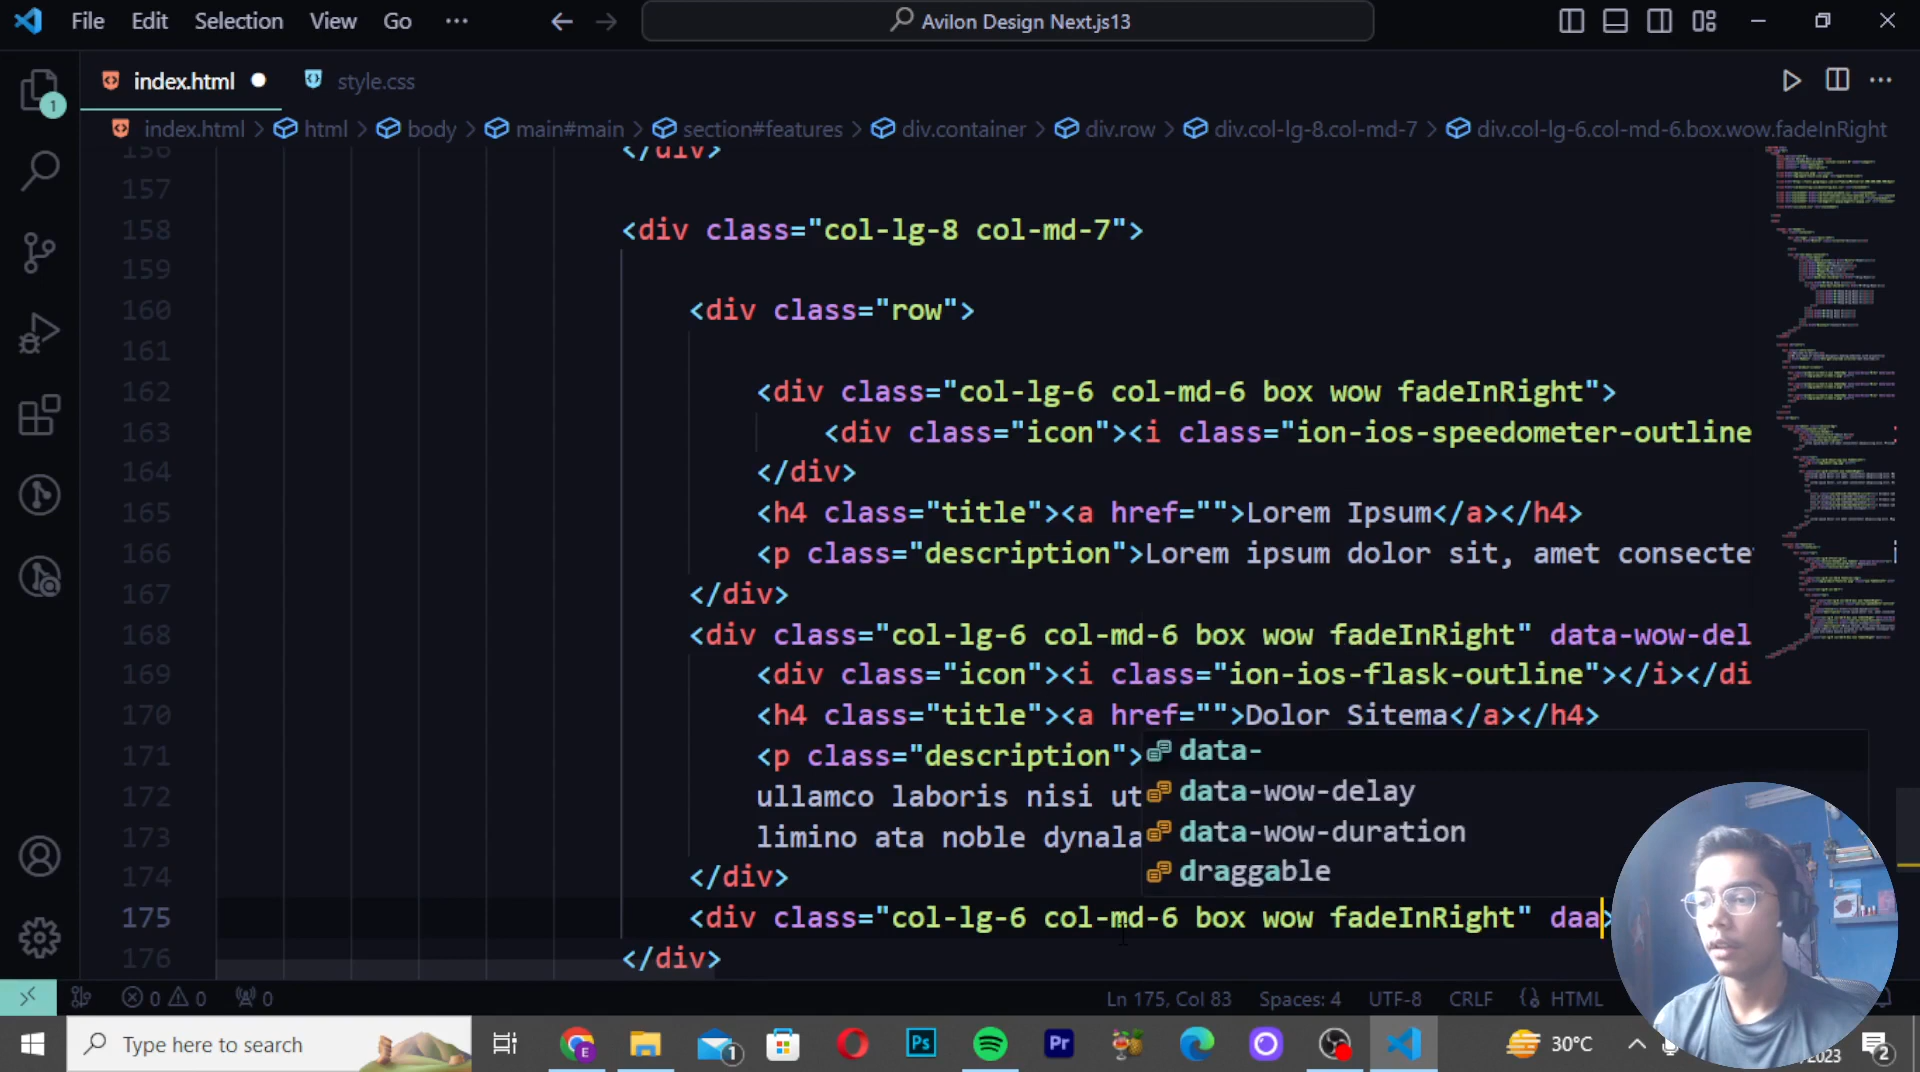 File Edit Selection View Go ··· Avilon Design Next.js13
index.html style.css
1
index.html > html > body > main#main > section#features > div.container > div.row > div.col-lg-8.col-md-7 > div.col-lg-6.col-md-6.box.wow.fadeInRight
156 </div>
157
158 <div class="col-lg-8 col-md-7">
159
160 <div class="row">
161
162 <div class="col-lg-6 col-md-6 box wow fadeInRight">
163 <div class="icon"><i class="ion-ios-speedometer-outline
164 </div>
165 <h4 class="title"><a href="">Lorem Ipsum</a></h4>
166 <p class="description">Lorem ipsum dolor sit, amet consecte
167 </div>
168 <div class="col-lg-6 col-md-6 box wow fadeInRight" data-wow-del
169 <div class="icon"><i class="ion-ios-flask-outline"></i></di
170 <h4 class="title"><a href="">Dolor Sitema</a></h4>
171 <p class="description">
172 ullamco laboris nisi ut
173 limino ata noble dynala
174 </div>
175 <div class="col-lg-6 col-md-6 box wow fadeInRight" daa>
176 </div>
data-
data-wow-delay
data-wow-duration
draggable
0 0 0 Ln 175, Col 83 Spaces: 4 UTF-8 CRLF {} HTML
Type here to search E 1 Ps Pr 30°C 2023 2